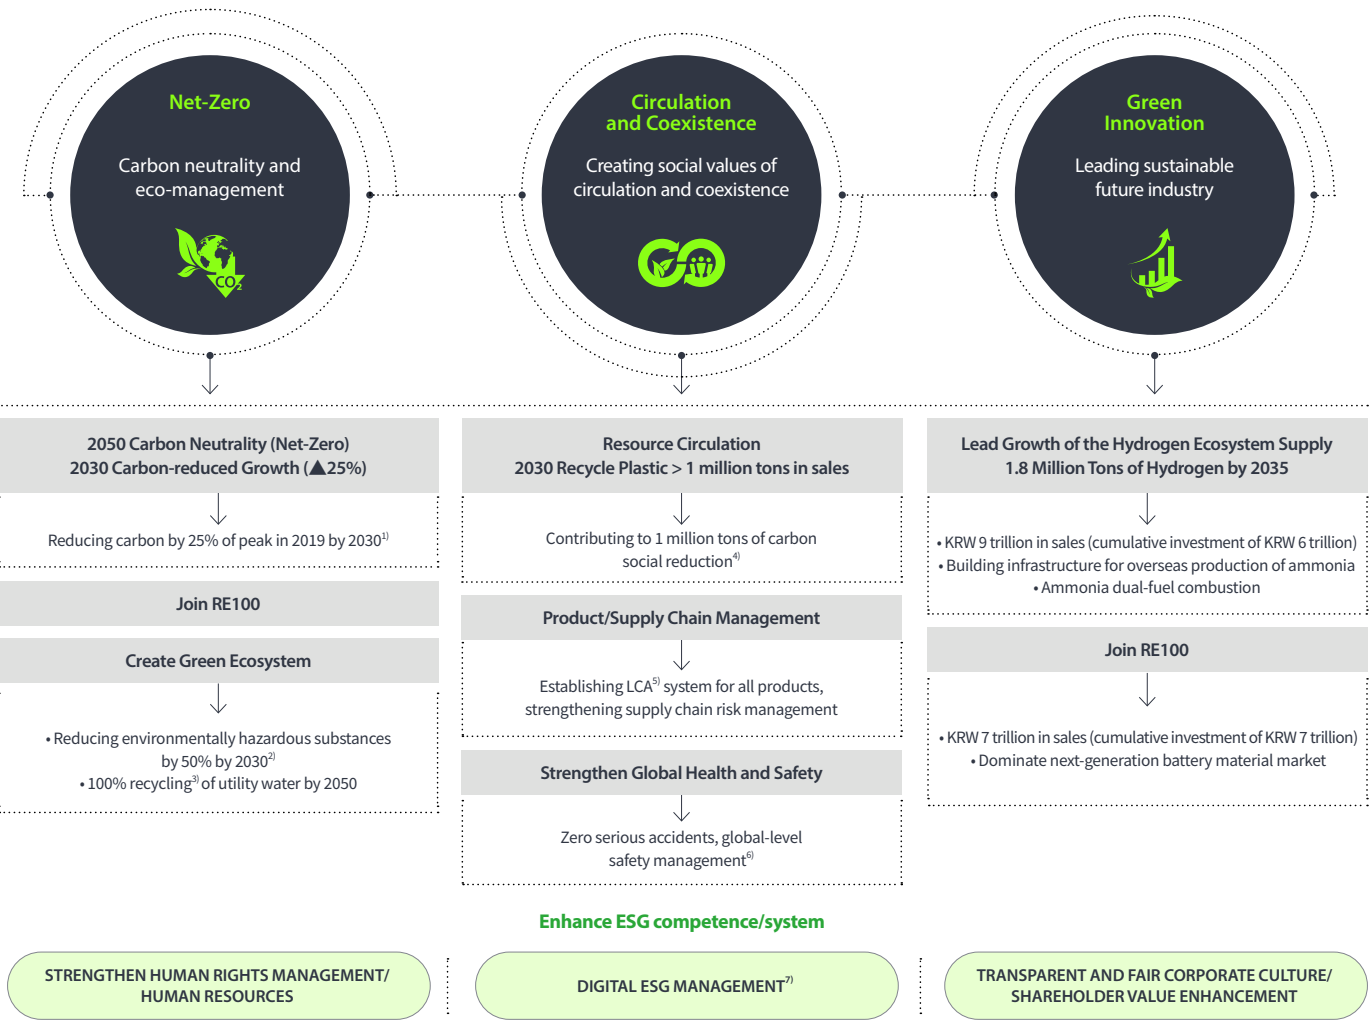 Net-Zero
Carbon neutrality and
eco-management
CO₂
Circulation
and Coexistence
Creating social values of
circulation and coexistence
Green
Innovation
Leading sustainable
future industry
2050 Carbon Neutrality (Net-Zero)
2030 Carbon-reduced Growth (▲25%)
Reducing carbon by 25% of peak in 2019 by 2030¹⁾
Join RE100
Create Green Ecosystem
• Reducing environmentally hazardous substances
by 50% by 2030²⁾
• 100% recycling³⁾ of utility water by 2050
Resource Circulation
2030 Recycle Plastic > 1 million tons in sales
Contributing to 1 million tons of carbon
social reduction⁴⁾
Product/Supply Chain Management
Establishing LCA⁵⁾ system for all products,
strengthening supply chain risk management
Strengthen Global Health and Safety
Zero serious accidents, global-level
safety management⁶⁾
Lead Growth of the Hydrogen Ecosystem Supply
1.8 Million Tons of Hydrogen by 2035
• KRW 9 trillion in sales (cumulative investment of KRW 6 trillion)
• Building infrastructure for overseas production of ammonia
• Ammonia dual-fuel combustion
Join RE100
• KRW 7 trillion in sales (cumulative investment of KRW 7 trillion)
• Dominate next-generation battery material market
Enhance ESG competence/system
STRENGTHEN HUMAN RIGHTS MANAGEMENT/
HUMAN RESOURCES
DIGITAL ESG MANAGEMENT⁷⁾
TRANSPARENT AND FAIR CORPORATE CULTURE/
SHAREHOLDER VALUE ENHANCEMENT